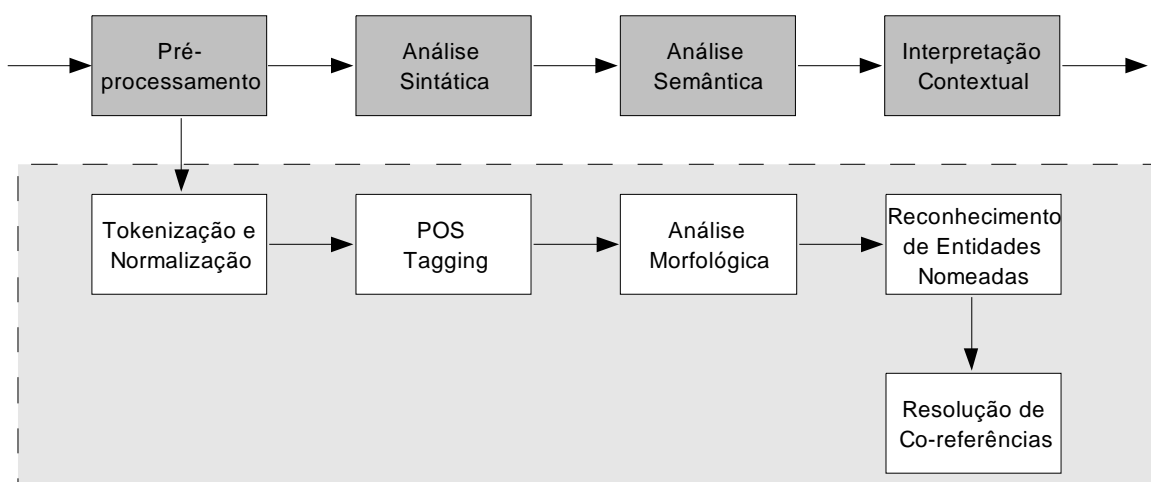 Pré-
processamento
Análise
Sintática
Análise
Semântica
Interpretação
Contextual
Tokenização e
Normalização
POS
Tagging
Análise
Morfológica
Reconhecimento
de Entidades
Nomeadas
Resolução de
Co-referências